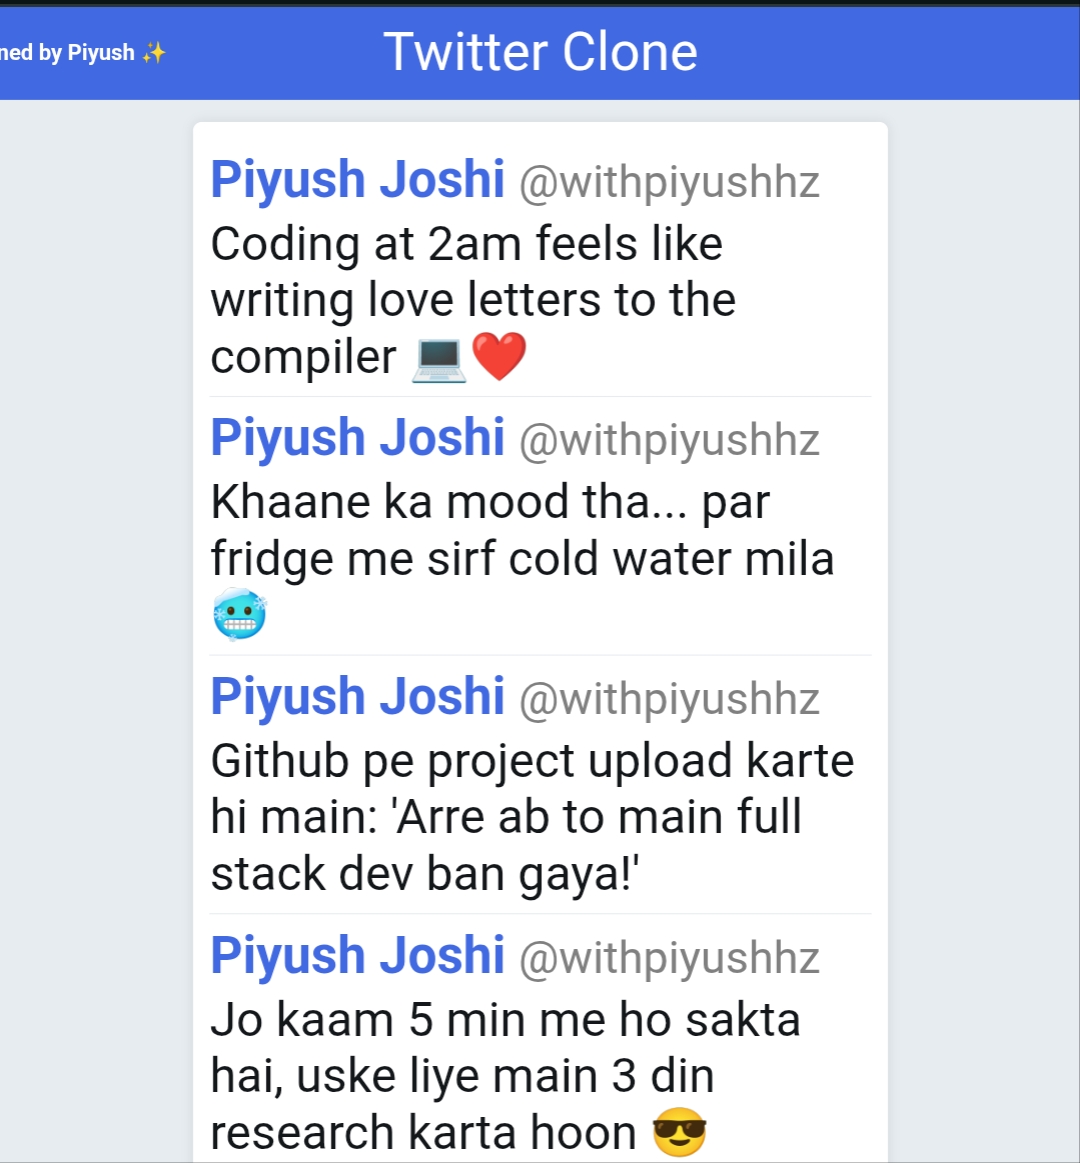 ned by Piyush ✨
Twitter Clone
Piyush Joshi @withpiyushhz
Coding at 2am feels like
writing love letters to the
compiler 💻❤️
Piyush Joshi @withpiyushhz
Khaane ka mood tha... par
fridge me sirf cold water mila
🥶
Piyush Joshi @withpiyushhz
Github pe project upload karte
hi main: 'Arre ab to main full
stack dev ban gaya!'
Piyush Joshi @withpiyushhz
Jo kaam 5 min me ho sakta
hai, uske liye main 3 din
research karta hoon 😎